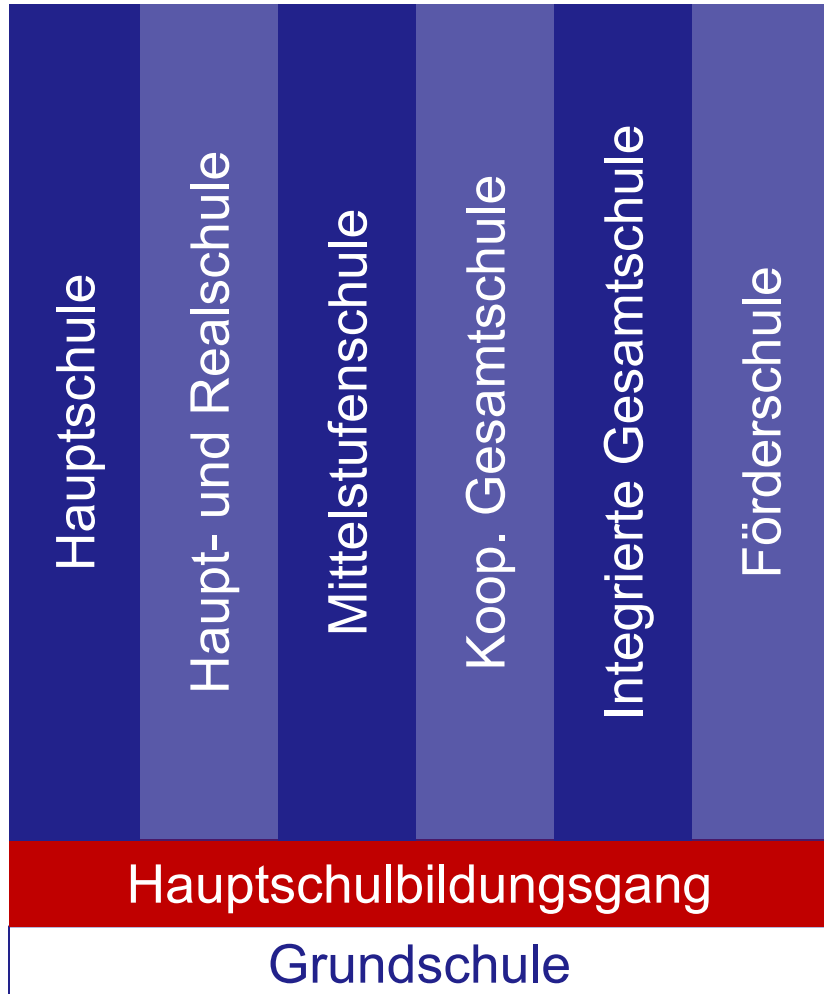 Hauptschule
Haupt- und Realschule
Mittelstufenschule
Koop. Gesamtschule
Integrierte Gesamtschule
Förderschule
Hauptschulbildungsgang
Grundschule